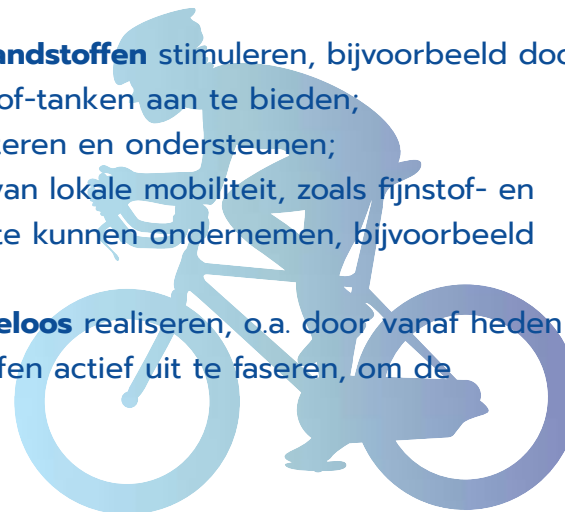 andstoffen stimuleren, bijvoorbeeld doo
of-tanken aan te bieden;
eren en ondersteunen;
van lokale mobiliteit, zoals fijnstof- en
te kunnen ondernemen, bijvoorbeeld
eloos realiseren, o.a. door vanaf heden
fen actief uit te faseren, om de